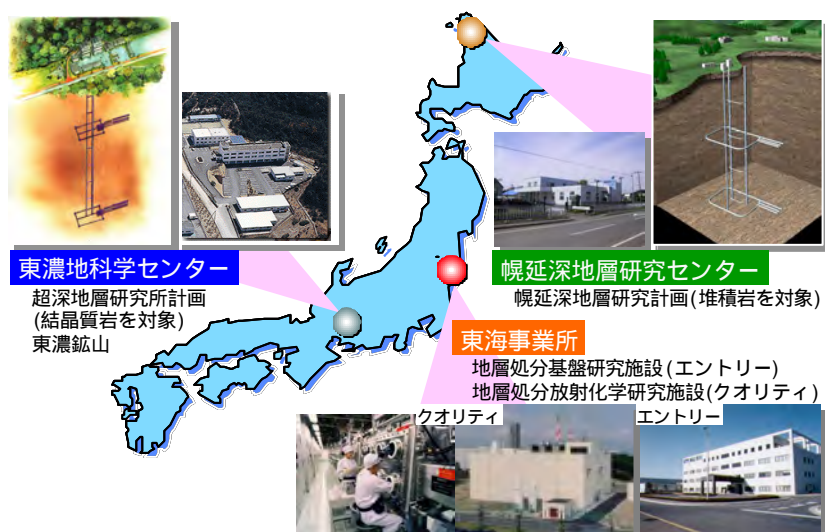 東濃地科学センター
超深地層研究所計画
(結晶質岩を対象)
東濃鉱山
幌延深地層研究センター
幌延深地層研究計画(堆積岩を対象)
東海事業所
地層処分基盤研究施設(エントリー)
地層処分放射化学研究施設(クオリティ)
クオリティ
エントリー